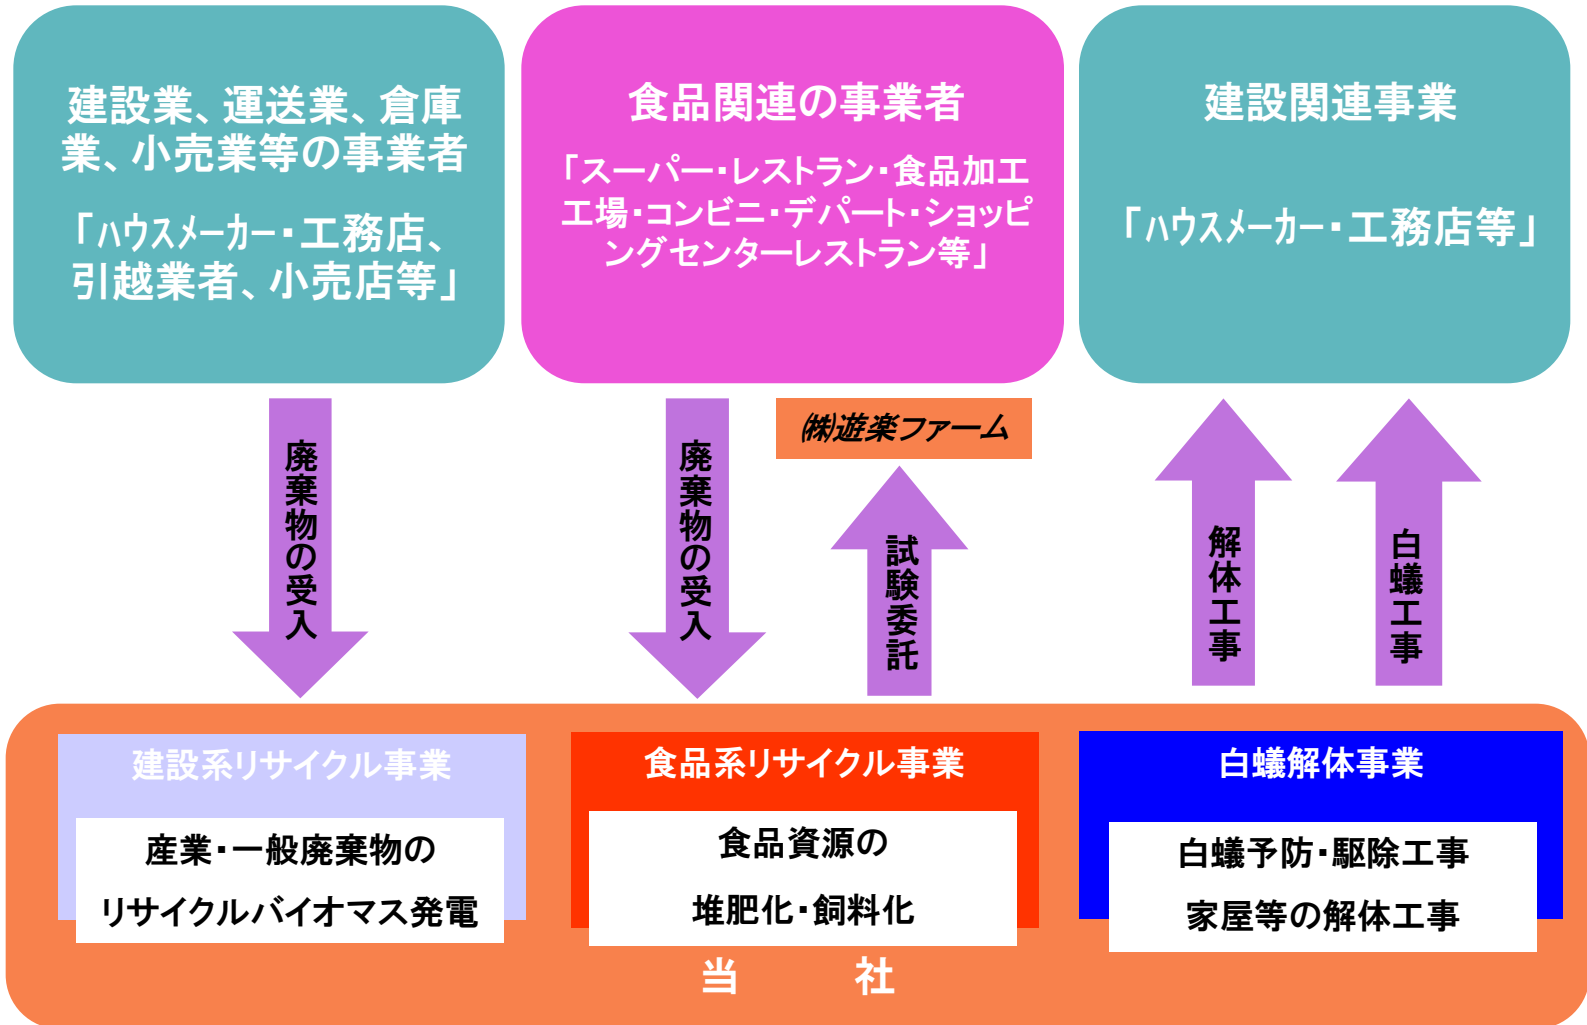 建設業、運送業、倉庫
業、小売業等の事業者
「ハウスメーカー・工務店、
引越業者、小売店等」
食品関連の事業者
「スーパー・レストラン・食品加工
工場・コンビニ・デパート・ショッピ
ングセンターレストラン等」
建設関連事業
「ハウスメーカー・工務店等」
廃棄物の受入
廃棄物の受入
㈱遊楽ファーム
試験委託
解体工事
白蟻工事
建設系リサイクル事業
産業・一般廃棄物の
リサイクルバイオマス発電
食品系リサイクル事業
食品資源の
堆肥化・飼料化
白蟻解体事業
白蟻予防・駆除工事
家屋等の解体工事
当　社